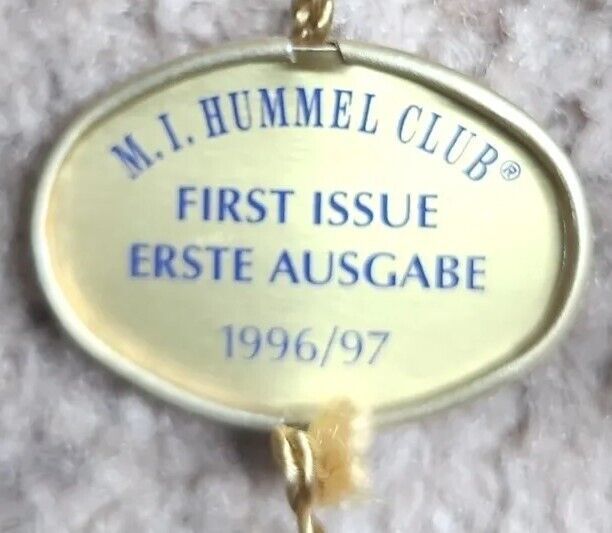 M. I. HUMMEL CLUB®
FIRST ISSUE
ERSTE AUSGABE
1996/97